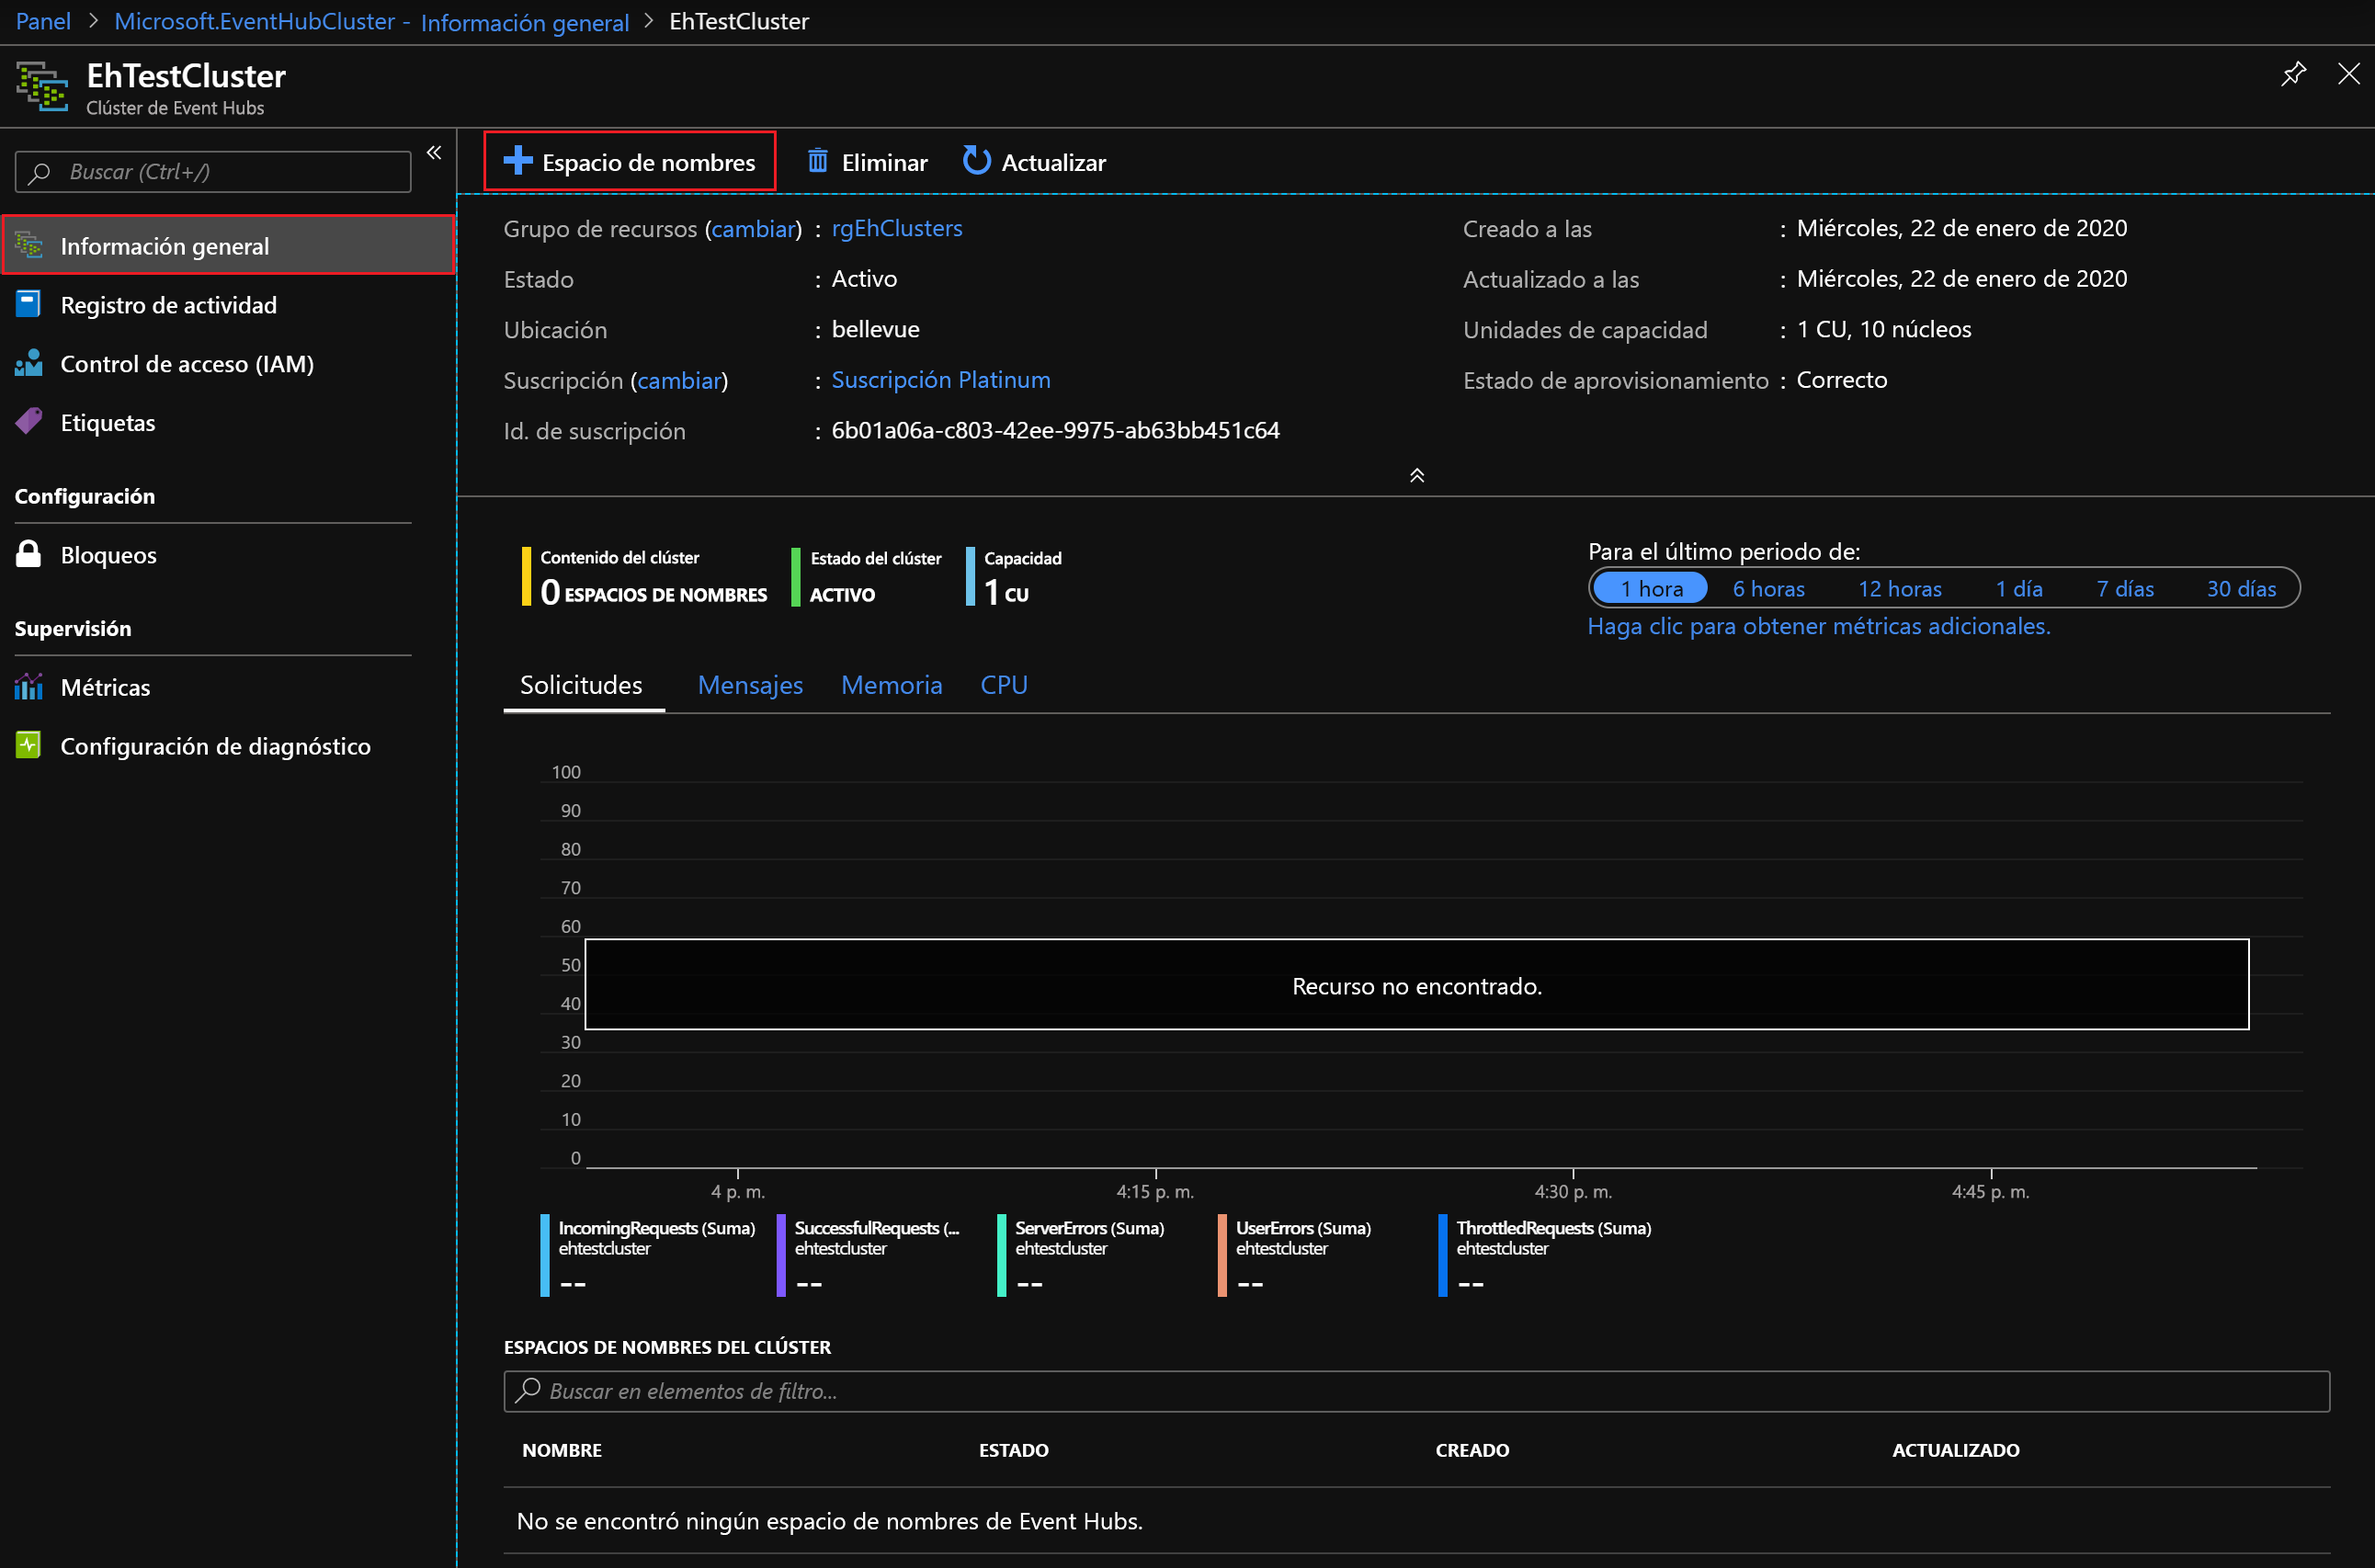 Panel > Microsoft.EventHubCluster - Información general > EhTestCluster
EhTestCluster
Clúster de Event Hubs
Buscar (Ctrl+/)
Información general
Registro de actividad
Control de acceso (IAM)
Etiquetas
Configuración
Bloqueos
Supervisión
Métricas
Configuración de diagnóstico
Espacio de nombres Eliminar Actualizar
Grupo de recursos (cambiar) : rgEhClusters
Estado : Activo
Ubicación : bellevue
Suscripción (cambiar) : Suscripción Platinum
Id. de suscripción : 6b01a06a-c803-42ee-9975-ab63bb451c64
Creado a las : Miércoles, 22 de enero de 2020
Actualizado a las : Miércoles, 22 de enero de 2020
Unidades de capacidad : 1 CU, 10 núcleos
Estado de aprovisionamiento : Correcto
Contenido del clúster
0 ESPACIOS DE NOMBRES
Estado del clúster
ACTIVO
Capacidad
1 CU
Para el último periodo de:
1 hora 6 horas 12 horas 1 día 7 días 30 días
Haga clic para obtener métricas adicionales.
Solicitudes Mensajes Memoria CPU
100
90
80
70
60
50
40
30
20
10
0
Recurso no encontrado.
4 p. m. 4:15 p. m. 4:30 p. m. 4:45 p. m.
IncomingRequests (Suma)
ehtestcluster
--
SuccessfulRequests (...
ehtestcluster
--
ServerErrors (Suma)
ehtestcluster
--
UserErrors (Suma)
ehtestcluster
--
ThrottledRequests (Suma)
ehtestcluster
--
ESPACIOS DE NOMBRES DEL CLÚSTER
Buscar en elementos de filtro...
NOMBRE ESTADO CREADO ACTUALIZADO
No se encontró ningún espacio de nombres de Event Hubs.